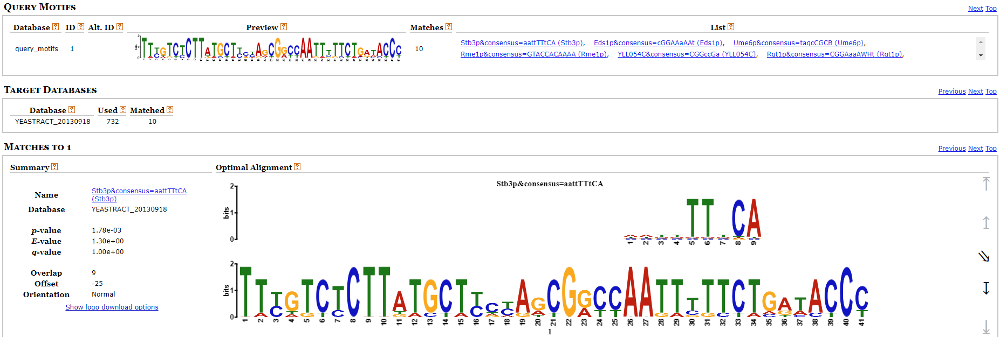 QUERY MOTIFS
Next Top
Database ? ID ? Alt. ID ? Preview ? Matches ? List ?
query_motifs 1 10
Stb3p&consensus=aattTTtCA (Stb3p), Eds1p&consensus=cGGAAaAAt (Eds1p), Ume6p&consensus=tagcCGCB (Ume6p),
Rme1p&consensus=GTACCACAAAA (Rme1p), YLL054C&consensus=CGGccGa (YLL054C), Rgt1p&consensus=CGGAaaAWHt (Rgt1p),
TARGET DATABASES
Previous Next Top
Database ? Used ? Matched ?
YEASTRACT_20130918 732 10
MATCHES TO 1
Previous Next Top
Summary ?
Name Stb3p&consensus=aattTTtCA
(Stb3p)
Database YEASTRACT_20130918
p-value 1.78e-03
E-value 1.30e+00
q-value 1.00e+00
Overlap 9
Offset -25
Orientation Normal
Show logo download options
Optimal Alignment ?
Stb3p&consensus=aattTTtCA
bits
2
1
0
TT CA
1 2 3 4 5 6 7 8 9
bits
2
1
0
TTTGTCTCTTATGCTTCTAGCGGCCAATTTTTCTGATACCC
1 2 3 4 5 6 7 8 9 10 11 12 13 14 15 16 17 18 19 20 21 22 23 24 25 26 27 28 29 30 31 32 33 34 35 36 37 38 39 40 41
1